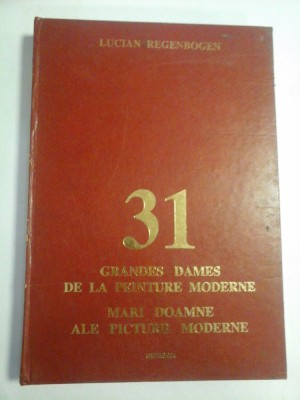 LUCIAN REGENBOGEN
31
GRANDES DAMES
DE LA PEINTURE MODERNE
MARI DOAMNE
ALE PICTURII MODERNE